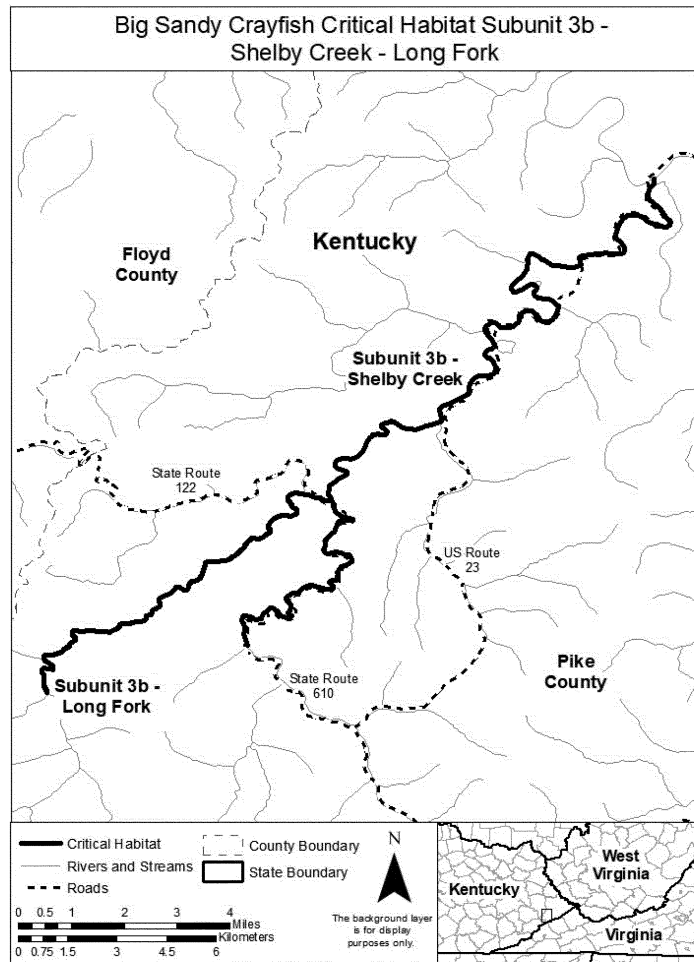 Big Sandy Crayfish Critical Habitat Subunit 3b -
Shelby Creek - Long Fork
Kentucky
Floyd
County
Subunit 3b -
Shelby Creek
State Route
122
US Route
23
Pike
County
State Route
610
Subunit 3b -
Long Fork
Critical Habitat
Rivers and Streams
Roads
County Boundary
State Boundary
N
The background layer
is for display
purposes only.
0 0.5 1 2 3 4
Miles
Kilometers
0 0.75 1.5 3 4.5 6
West
Virginia
Kentucky
Virginia